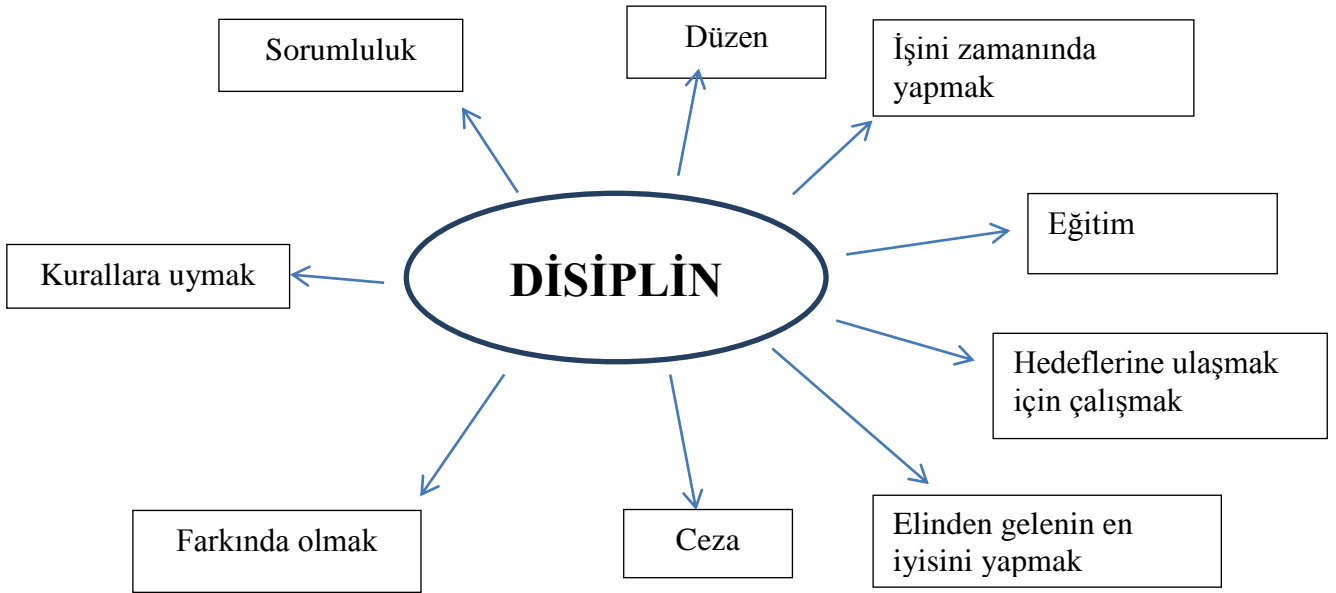 Sorumluluk
Düzen
İşini zamanında
yapmak
Eğitim
Kurallara uymak
DİSİPLİN
Hedeflerine ulaşmak
için çalışmak
Farkında olmak
Ceza
Elinden gelenin en
iyisini yapmak